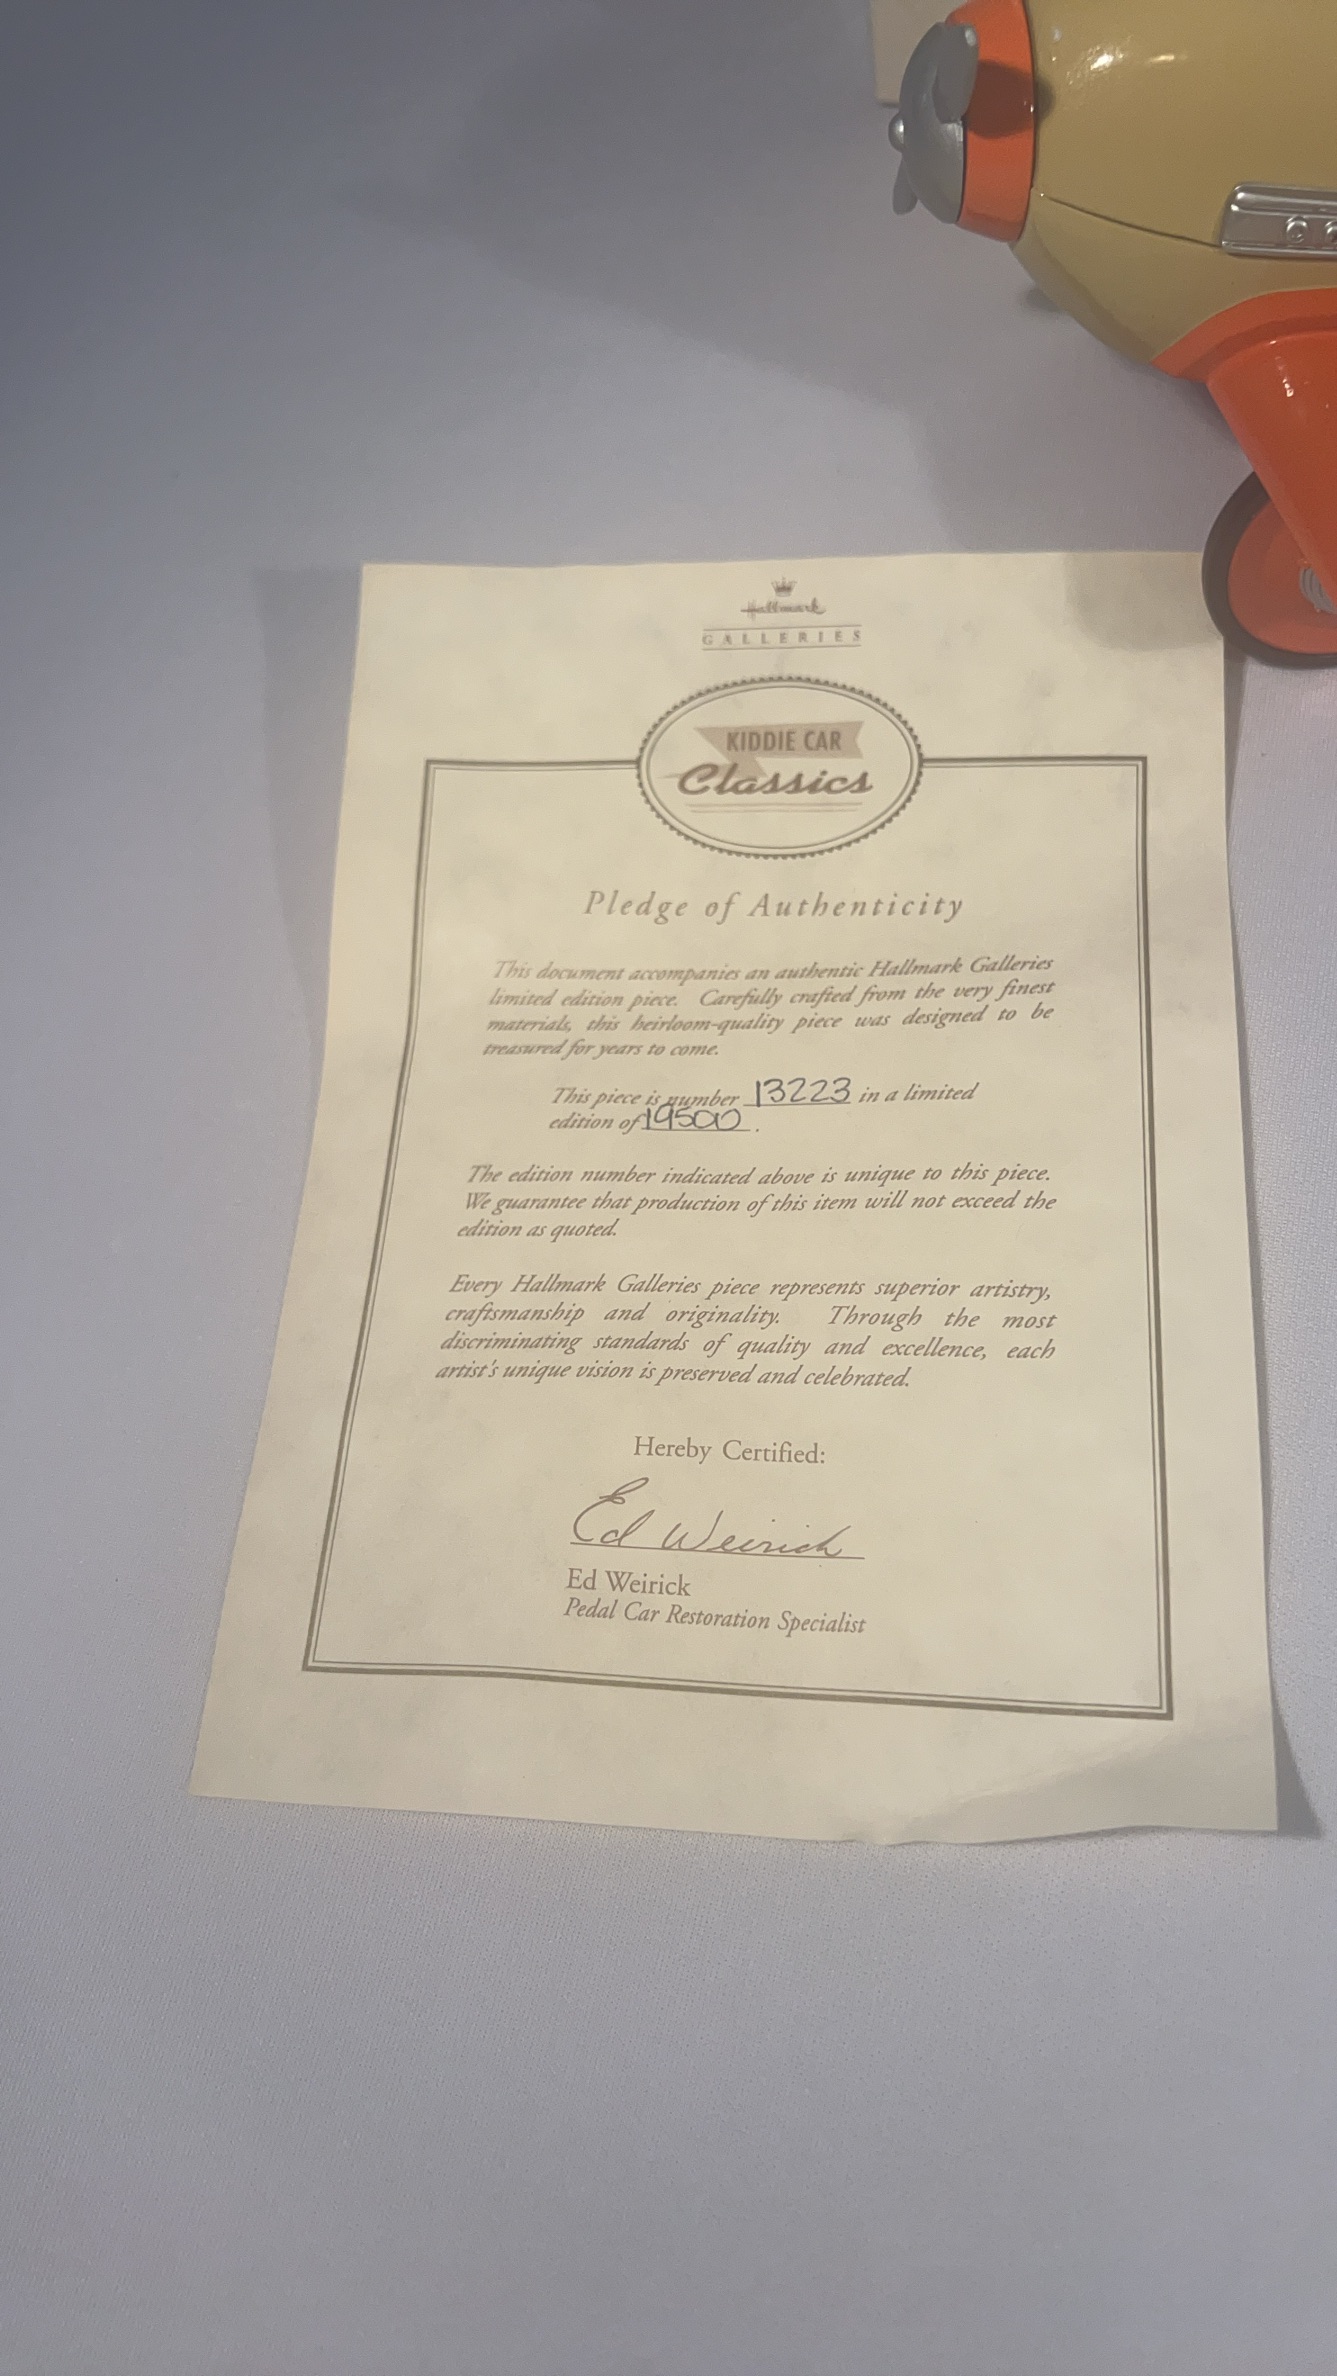 Hallmark
GALLERIES
KIDDIE CAR
Classics
Pledge of Authenticity
This document accompanies an authentic Hallmark Galleries
limited edition piece. Carefully crafted from the very finest
materials, this heirloom-quality piece was designed to be
treasured for years to come.
This piece is number 13223 in a limited
edition of 19500.
The edition number indicated above is unique to this piece.
We guarantee that production of this item will not exceed the
edition as quoted.
Every Hallmark Galleries piece represents superior artistry,
craftsmanship and originality. Through the most
discriminating standards of quality and excellence, each
artist's unique vision is preserved and celebrated.
Hereby Certified:
Ed Weirick
Ed Weirick
Pedal Car Restoration Specialist